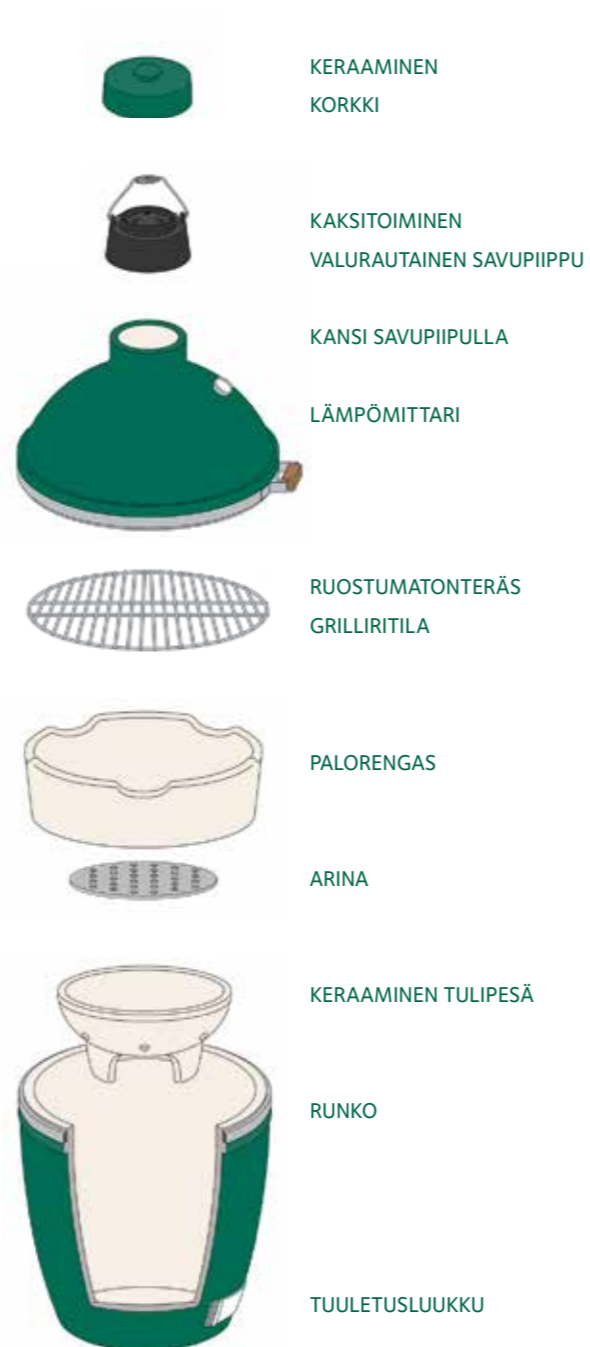 KERAAMINEN
KORKKI
KAKSITOIMINEN
VALURAUTAINEN SAVUPIIPPU
KANSI SAVUPIIPULLA
LÄMPÖMITTARI
RUOSTUMATONTERÄS
GRILLIRITILA
PALORENGAS
ARINA
KERAAMINEN TULIPESÄ
RUNKO
TUULETUSLUUKKU